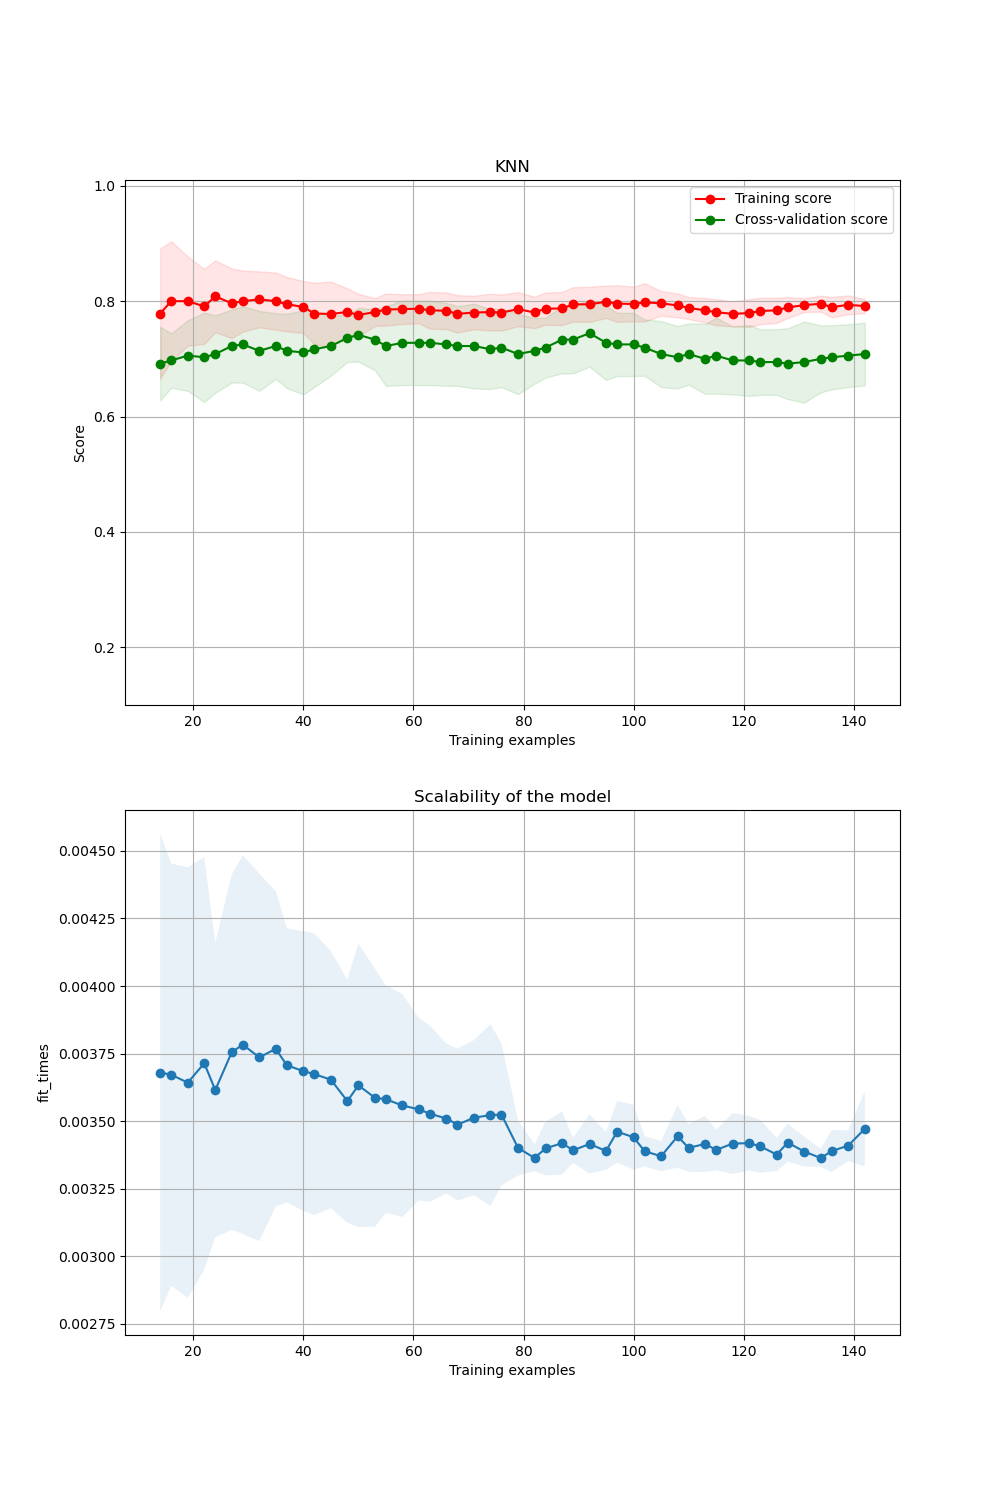 KNN
1.0
0.8
0.6
0.4
0.2
Score
Training score
Cross-validation score
20 40 60 80 100 120 140
Training examples
Scalability of the model
0.00450
0.00425
0.00400
0.00375
0.00350
0.00325
0.00300
0.00275
fit_times
20 40 60 80 100 120 140
Training examples